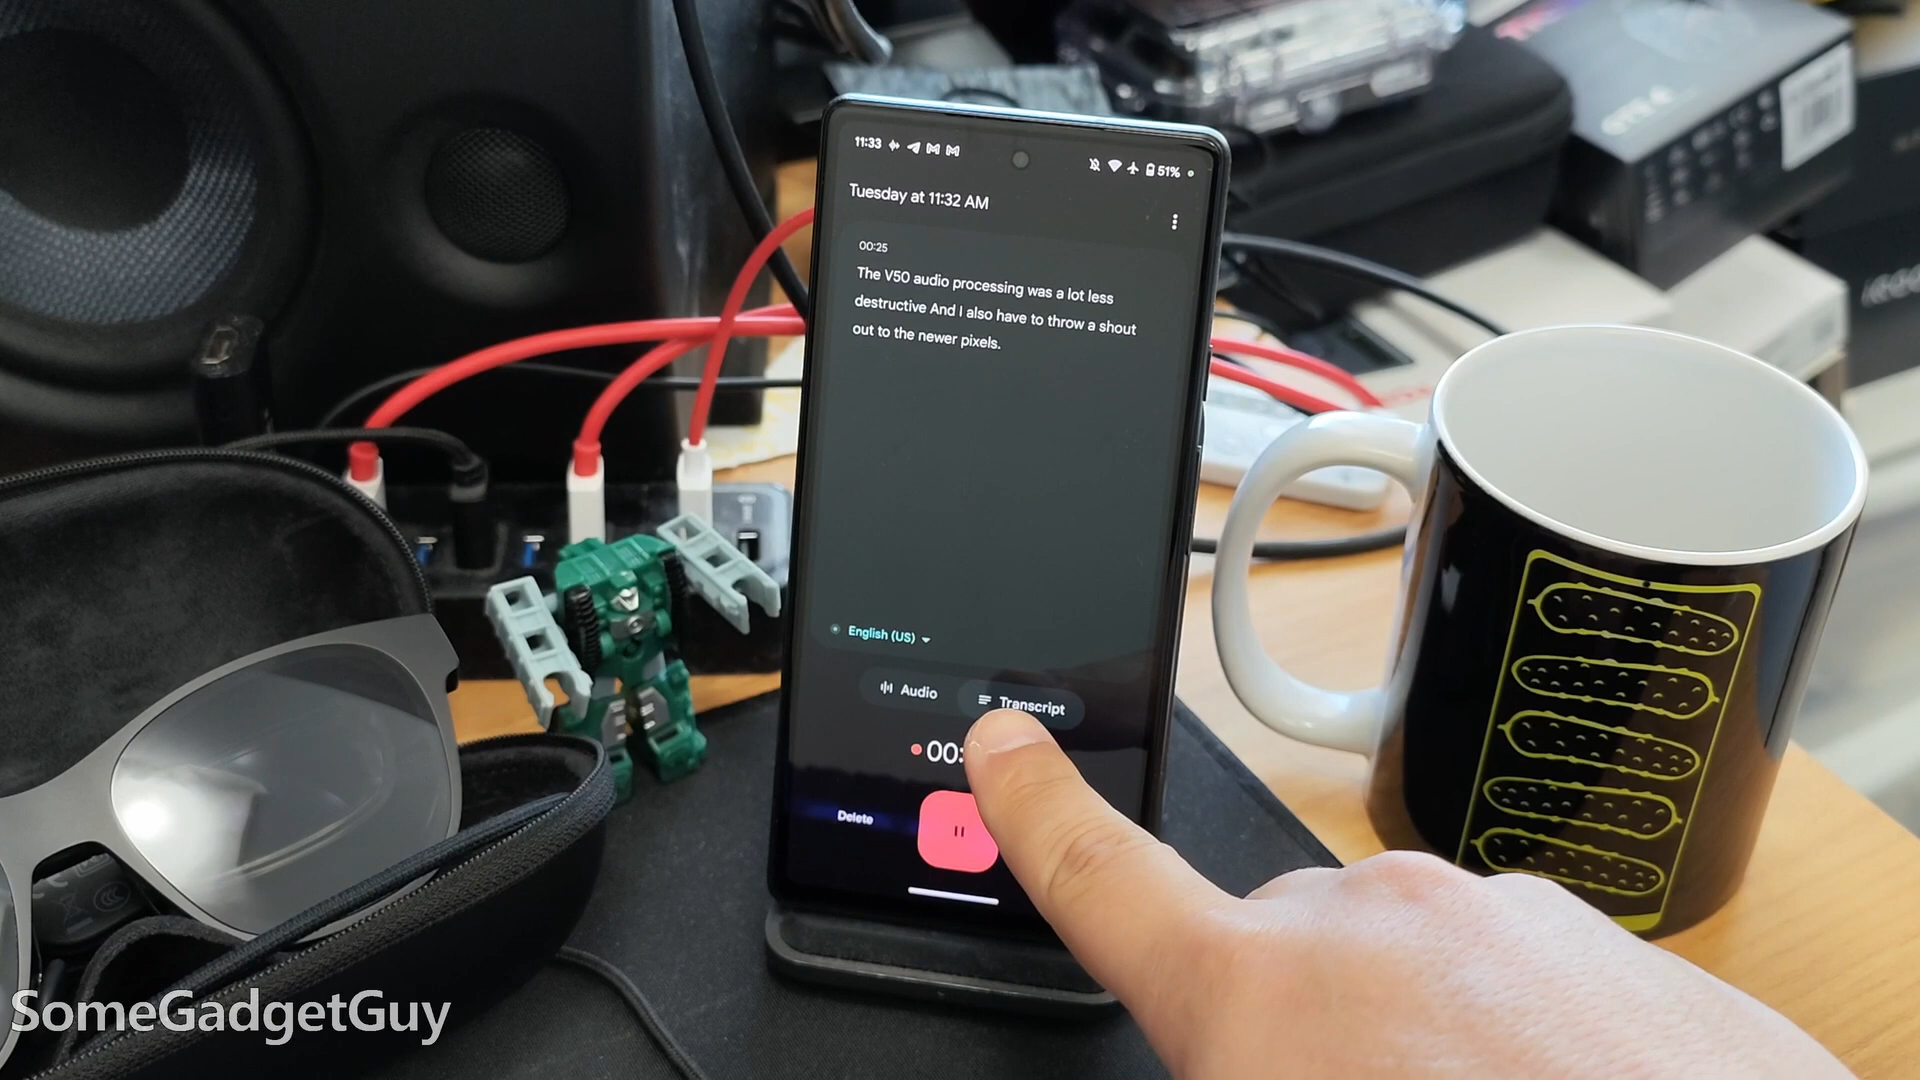 11:33
51%
Tuesday at 11:32 AM
00:25
The V50 audio processing was a lot less
destructive And I also have to throw a shout
out to the newer pixels.
English (US)
Audio
Transcript
00:
Delete
SomeGadgetGuy